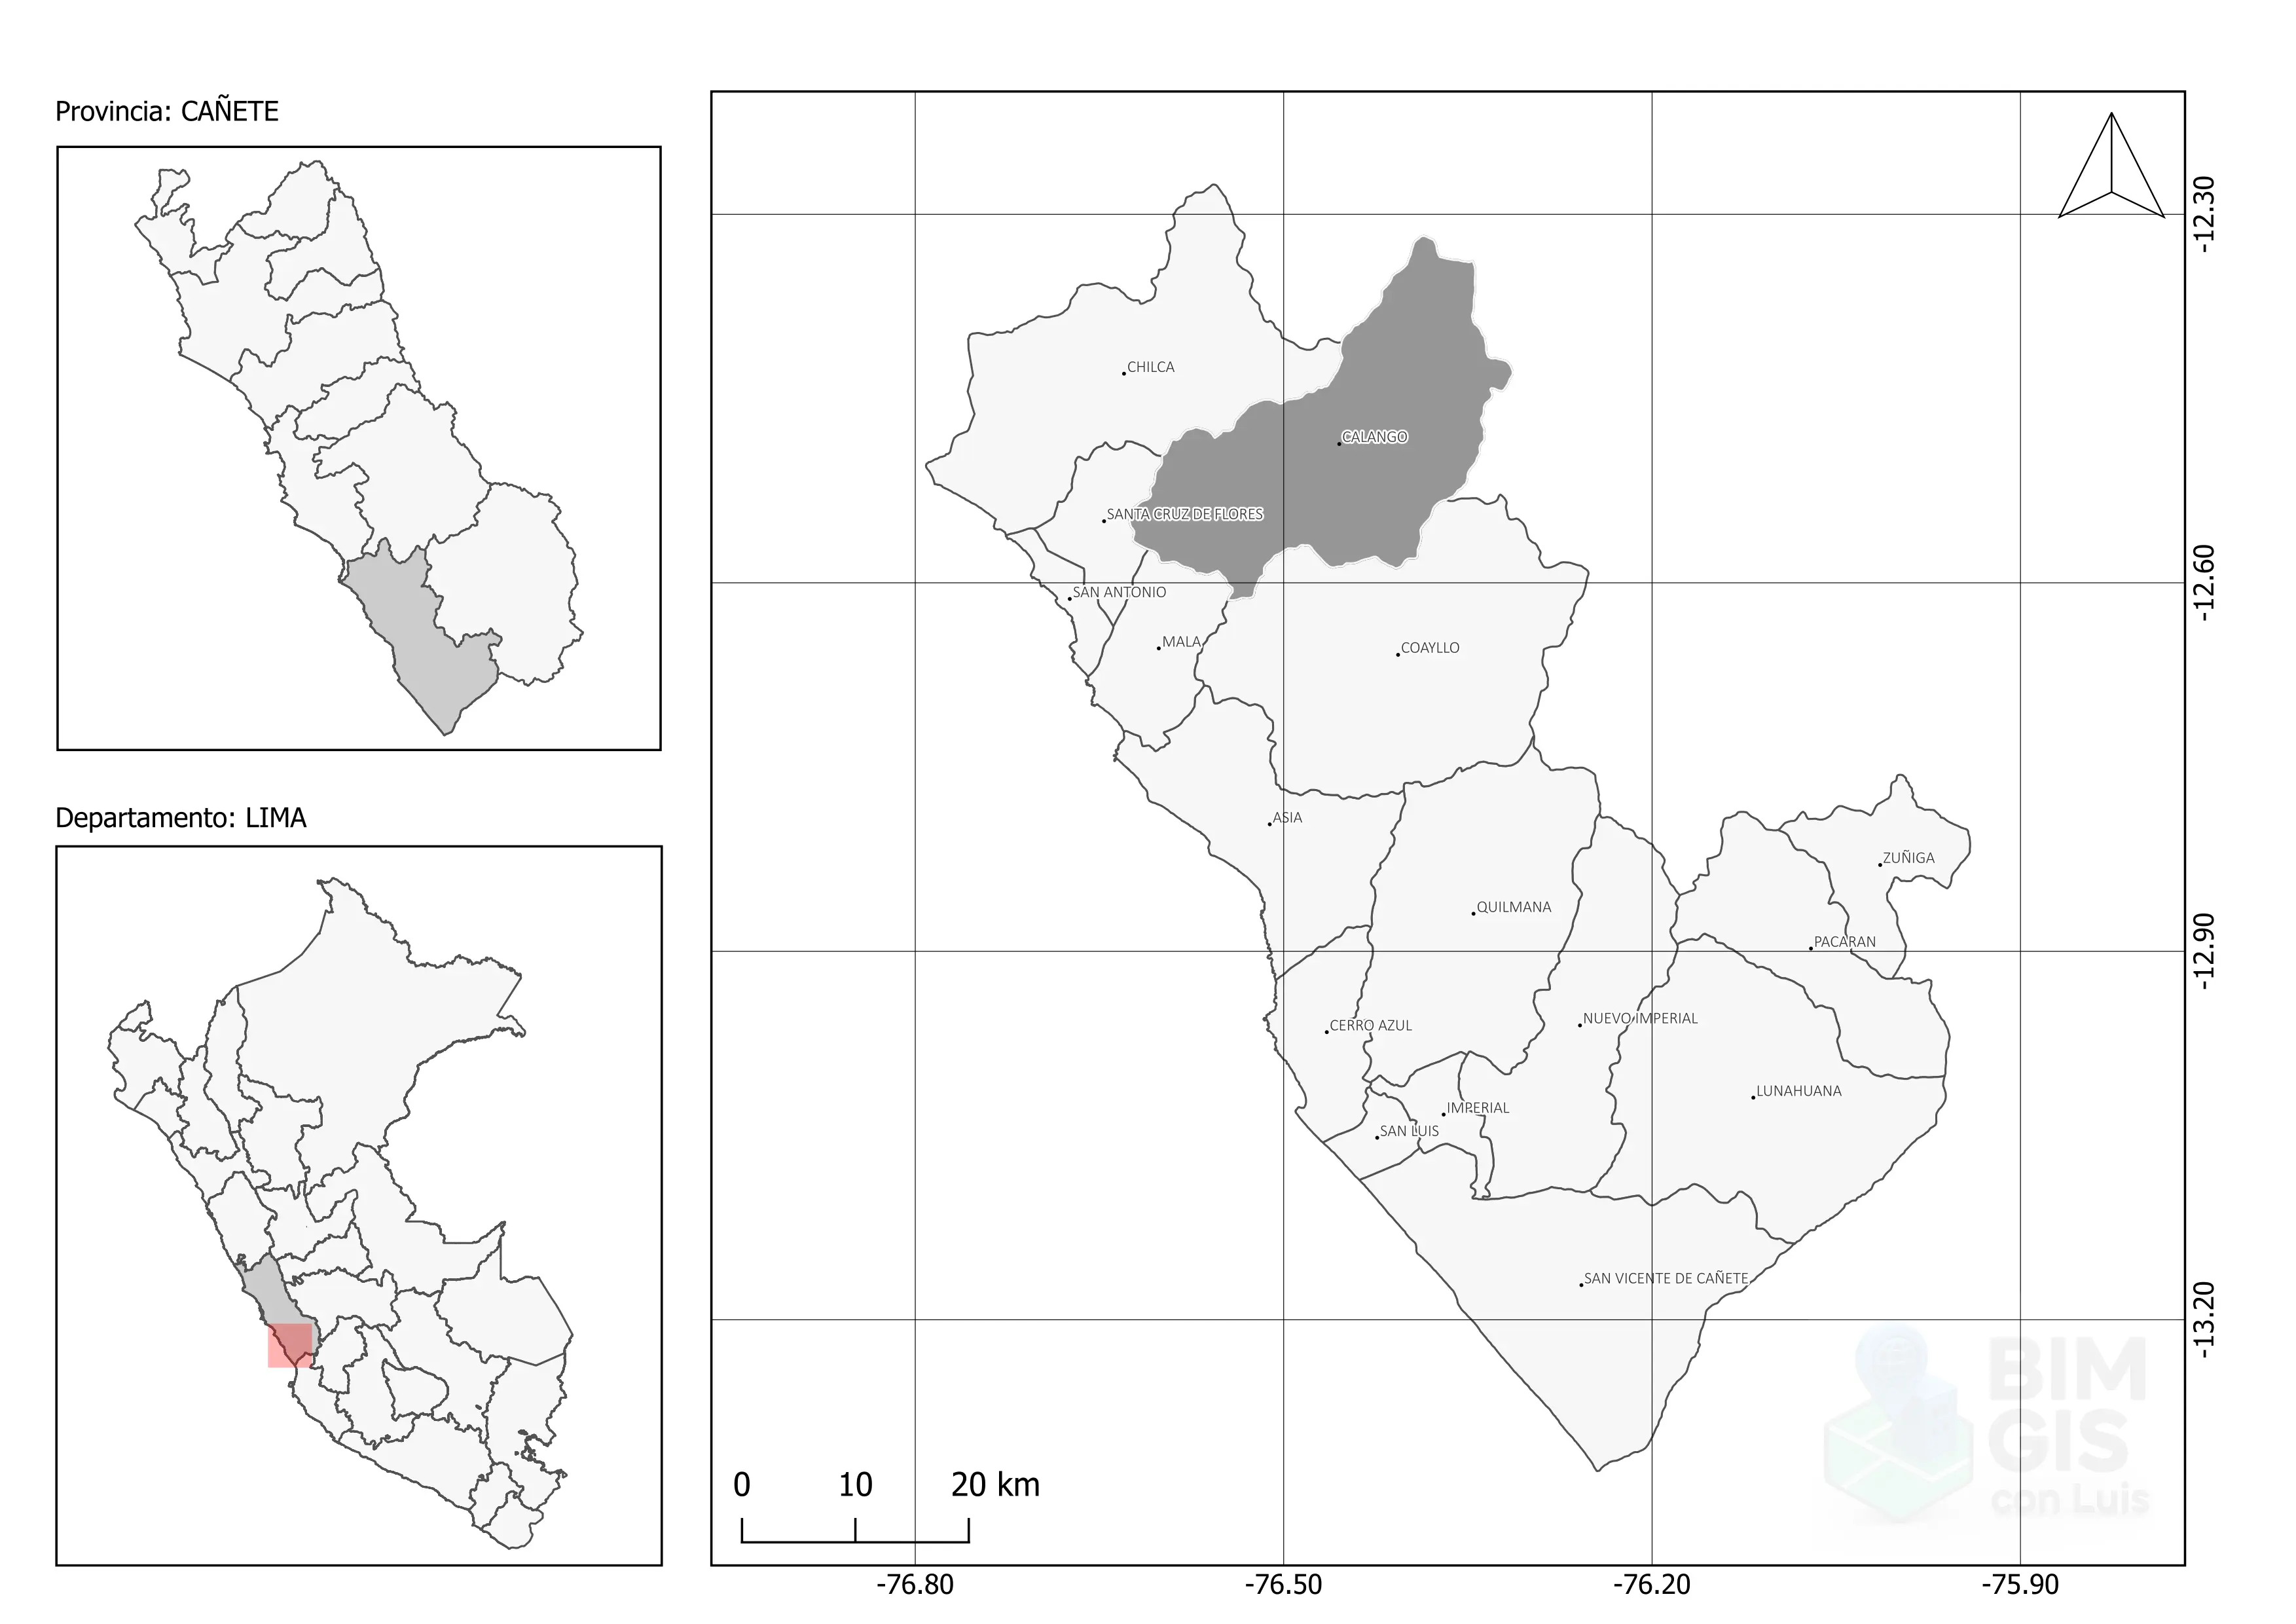 Provincia: CAÑETE
Departamento: LIMA
CHILCA
CALANGO
SANTA CRUZ DE FLORES
SAN ANTONIO
MALA
COAYLLO
ASIA
ZUÑIGA
QUILMANA
PACARAN
CERRO AZUL
NUEVO IMPERIAL
LUNAHUANA
IMPERIAL
SAN LUIS
SAN VICENTE DE CAÑETE
-12.30
-12.60
-12.90
-13.20
BIM
GIS
con Luis
0 10 20 km
-76.80 -76.50 -76.20 -75.90